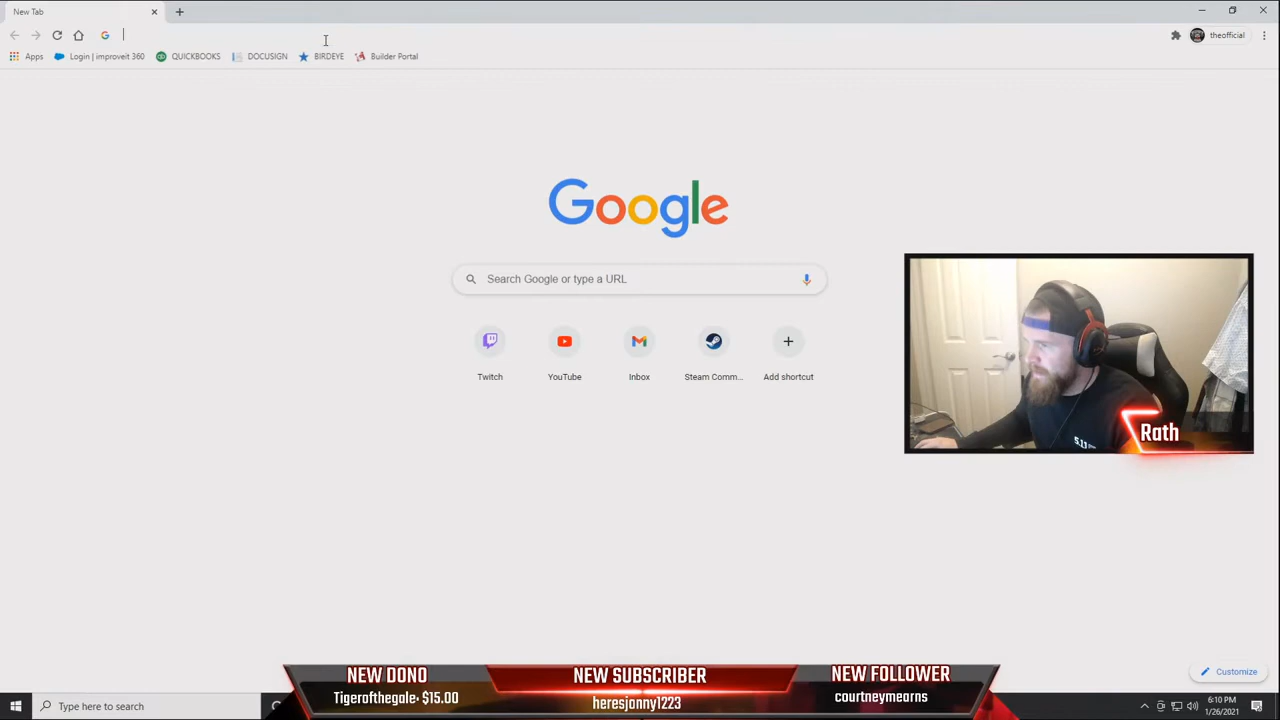 New Tab
theofficial
Apps
Login | improveit 360
QUICKBOOKS
DOCUSIGN
BIRDEYE
Builder Portal
Google
Search Google or type a URL
Twitch
YouTube
Inbox
Steam Comm...
Add shortcut
5.11
Rath
Customize
NEW DONO
Tigerofthegale: $15.00
NEW SUBSCRIBER
heresjonny1223
NEW FOLLOWER
courtneymearns
Type here to search
6:10 PM
1/26/2021